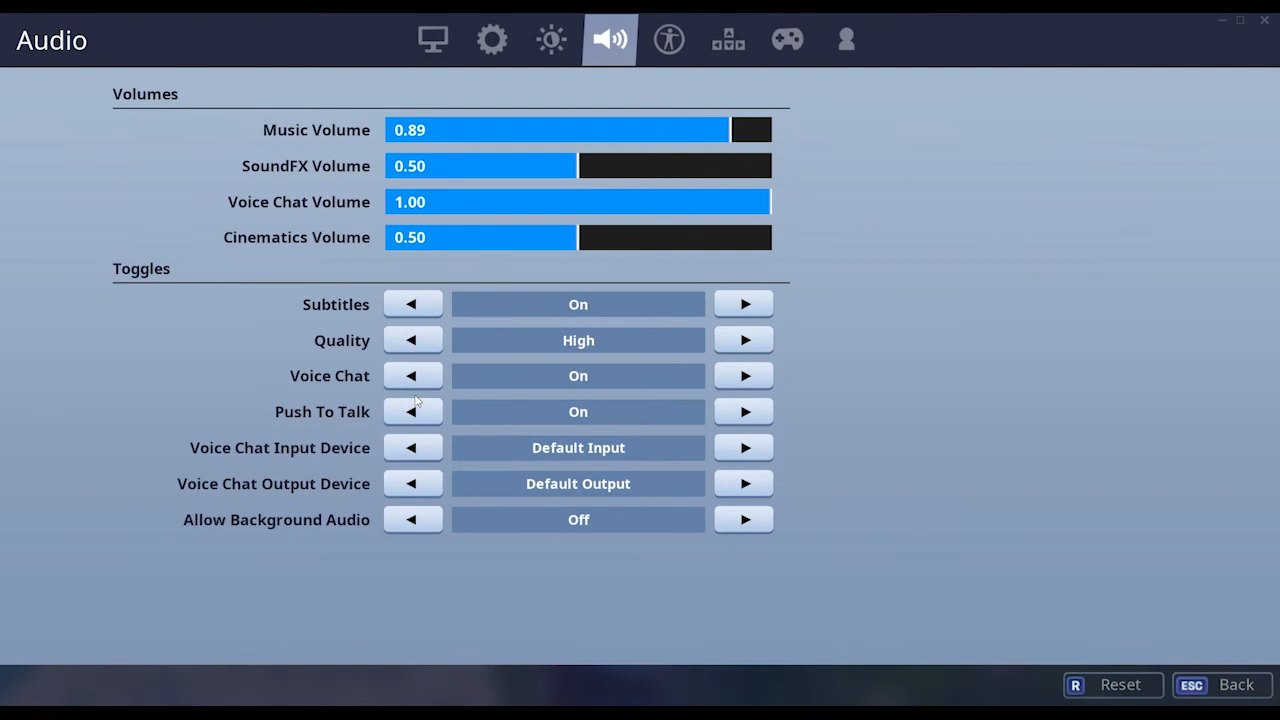 Audio
Volumes
Music Volume 0.89
SoundFX Volume 0.50
Voice Chat Volume 1.00
Cinematics Volume 0.50
Toggles
Subtitles On
Quality High
Voice Chat On
Push To Talk On
Voice Chat Input Device Default Input
Voice Chat Output Device Default Output
Allow Background Audio Off
R Reset ESC Back